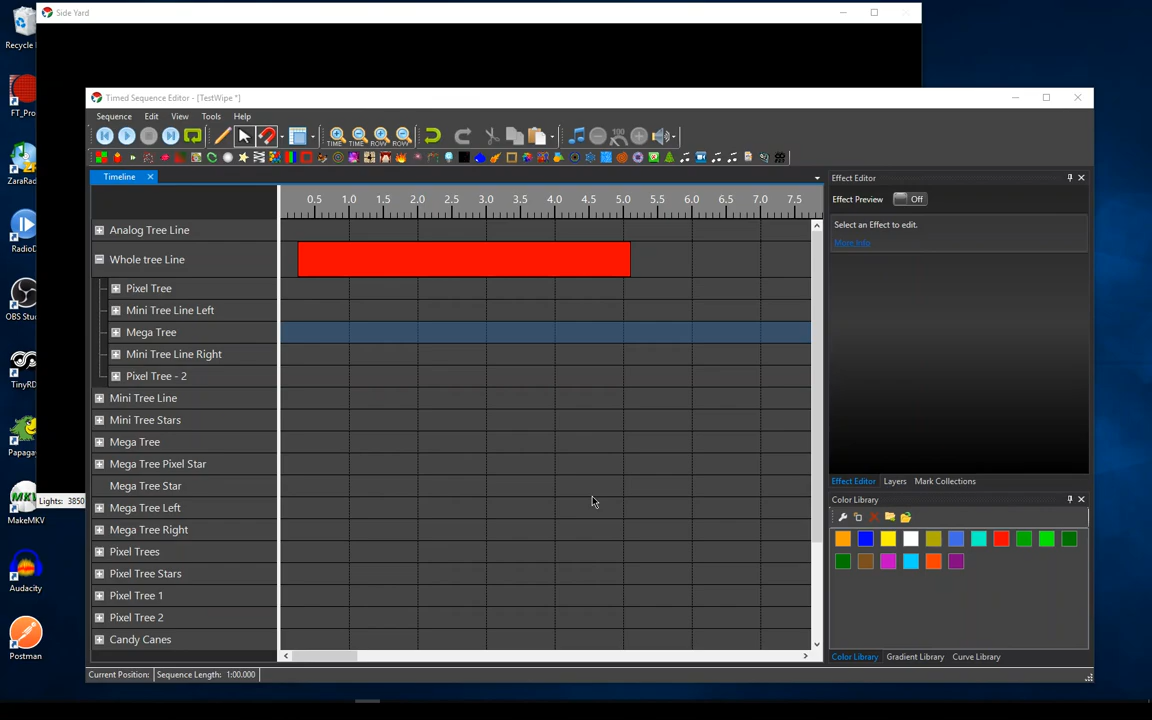 Side Yard
Recycle
FT_Pro
ZaraRad
RadioD
OBS Stu
TinyRD
Papaga
MakeMKV
Audacity
Postman
Lights: 3850
Timed Sequence Editor - [TestWipe *]
Sequence Edit View Tools Help
TIME TIME ROW ROW 100
Timeline
0.5 1.0 1.5 2.0 2.5 3.0 3.5 4.0 4.5 5.0 5.5 6.0 6.5 7.0 7.5
Analog Tree Line
Whole tree Line
Pixel Tree
Mini Tree Line Left
Mega Tree
Mini Tree Line Right
Pixel Tree - 2
Mini Tree Line
Mini Tree Stars
Mega Tree
Mega Tree Pixel Star
Mega Tree Star
Mega Tree Left
Mega Tree Right
Pixel Trees
Pixel Tree Stars
Pixel Tree 1
Pixel Tree 2
Candy Canes
Current Position: Sequence Length: 1:00.000
Effect Editor
Effect Preview Off
Select an Effect to edit.
More Info
Effect Editor Layers Mark Collections
Color Library
Color Library Gradient Library Curve Library